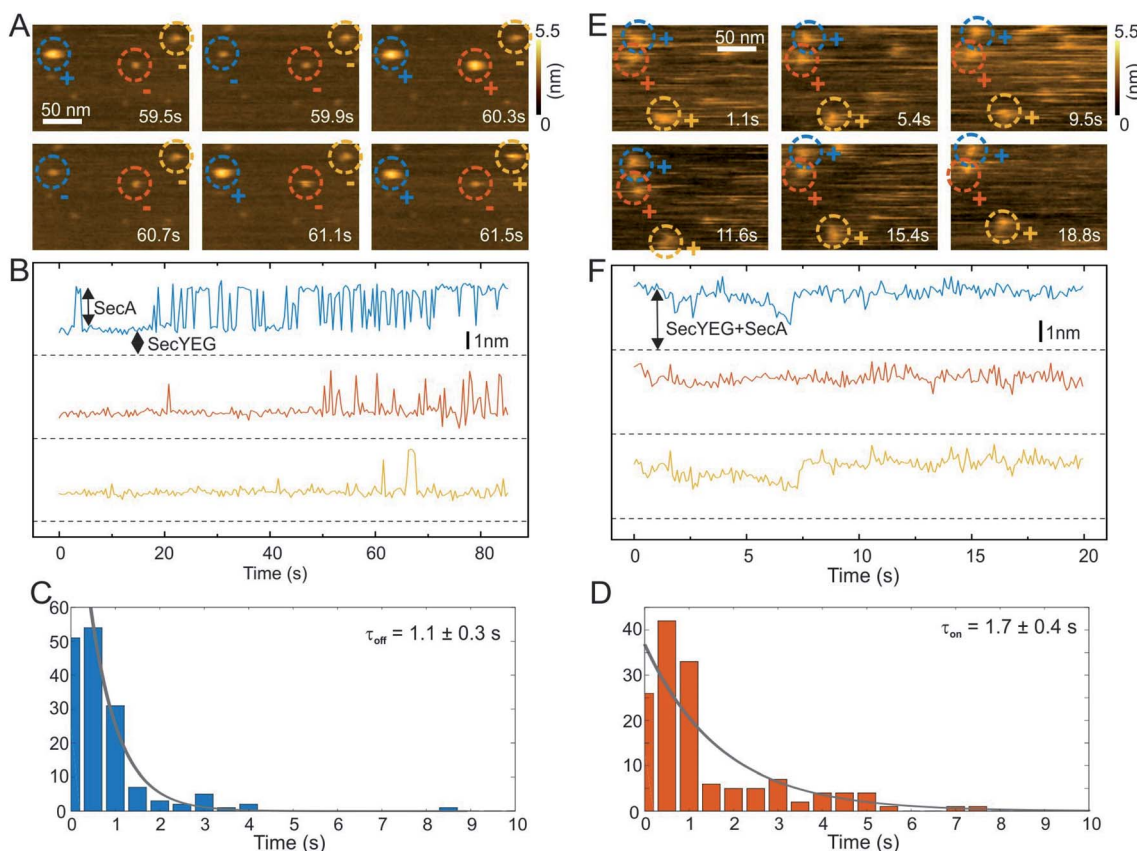 A
+
-
-
50 nm
59.5s
-
-
-
59.9s
+
+
-
60.3s
5.5
(nm)
0
-
-
-
60.7s
+
-
-
61.1s
+
-
+
61.5s
E
+
+
50 nm
+
1.1s
+
+
+
5.4s
+
+
+
9.5s
5.5
(nm)
0
+
+
+
11.6s
+
+
+
15.4s
+
+
+
18.8s
B
SecA
SecYEG
1nm
0 20 40 60 80
Time (s)
F
SecYEG+SecA
1nm
0 5 10 15 20
Time (s)
C
60
50
40
30
20
10
0
τoff = 1.1 ± 0.3 s
0 1 2 3 4 5 6 7 8 9 10
Time (s)
D
40
30
20
10
0
τon = 1.7 ± 0.4 s
0 1 2 3 4 5 6 7 8 9 10
Time (s)